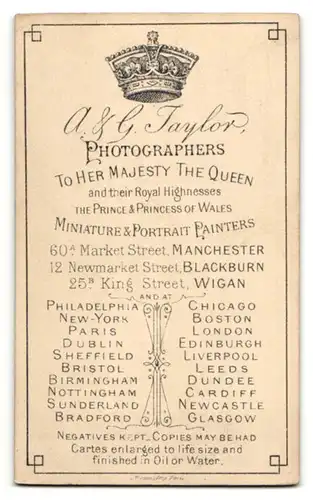 A. & G. Taylor,
PHOTOGRAPHERS
TO HER MAJESTY THE QUEEN
and their Royal Highnesses
THE PRINCE & PRINCESS OF WALES
MINIATURE & PORTRAIT PAINTERS
60A Market Street, MANCHESTER
12 Newmarket Street, BLACKBURN
25B King Street, WIGAN
AND AT
PHILADELPHIA CHICAGO
NEW-YORK BOSTON
PARIS LONDON
DUBLIN EDINBURGH
SHEFFIELD LIVERPOOL
BRISTOL LEEDS
BIRMINGHAM DUNDEE
NOTTINGHAM CARDIFF
SUNDERLAND NEWCASTLE
BRADFORD GLASGOW
NEGATIVES KEPT_COPIES MAY BE HAD
Cartes enlarged to life size and
finished in Oil or Water.